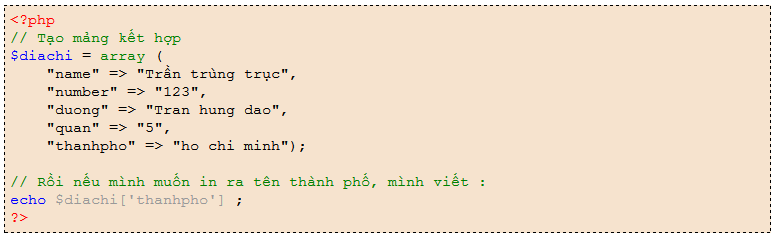 <?php
// Tạo mảng kết hợp
$diachi = array (
    "name" => "Trần trùng trục",
    "number" => "123",
    "duong" => "Tran hung dao",
    "quan" => "5",
    "thanhpho" => "ho chi minh");
// Rồi nếu mình muốn in ra tên thành phố, mình viết :
echo $diachi['thanhpho'] ;
?>